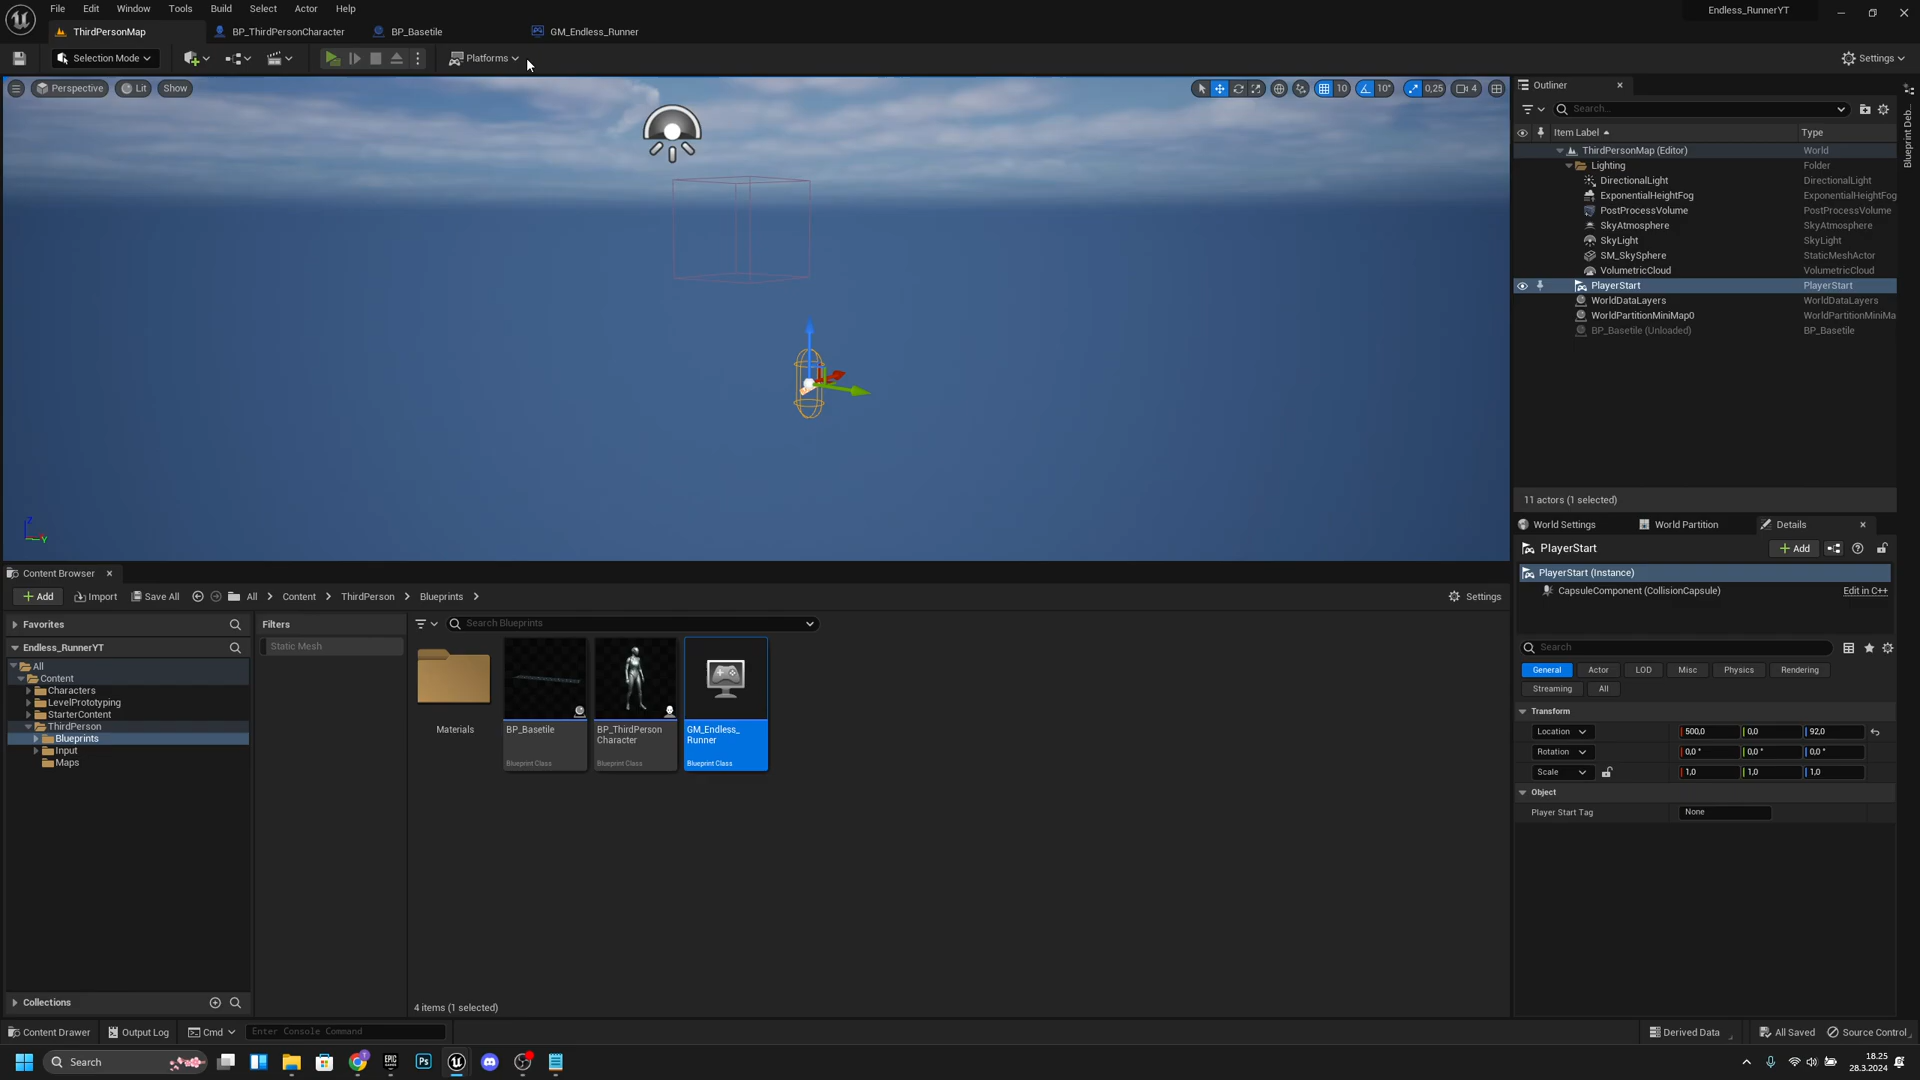 File Edit Window Tools Build Select Actor Help
Endless_RunnerYT
ThirdPersonMap BP_ThirdPersonCharacter BP_Basetile GM_Endless_Runner
Selection Mode Platforms Settings
Perspective Lit Show 10 10° 0,25 4
Outliner
Search...
Item Label Type
ThirdPersonMap (Editor) World
Lighting Folder
DirectionalLight DirectionalLight
ExponentialHeightFog ExponentialHeightFog
PostProcessVolume PostProcessVolume
SkyAtmosphere SkyAtmosphere
SkyLight SkyLight
SM_SkySphere StaticMeshActor
VolumetricCloud VolumetricCloud
PlayerStart PlayerStart
WorldDataLayers WorldDataLayers
WorldPartitionMiniMap0 WorldPartitionMiniMa
BP_Basetile (Unloaded) BP_Basetile
11 actors (1 selected)
Blueprint Deb...
World Settings World Partition Details
PlayerStart Add
PlayerStart (Instance)
CapsuleComponent (CollisionCapsule) Edit in C++
Search
General Actor LOD Misc Physics Rendering
Streaming All
Transform
Location 500,0 0,0 92,0
Rotation 0,0° 0,0° 0,0°
Scale 1,0 1,0 1,0
Object
Player Start Tag None
Z
Y
Content Browser
Add Import Save All All Content ThirdPerson Blueprints Settings
Favorites
Endless_RunnerYT
All
Content
Characters
LevelPrototyping
StarterContent
ThirdPerson
Blueprints
Input
Maps
Collections
Filters
Static Mesh
Search Blueprints
Materials
BP_Basetile
Blueprint Class
BP_ThirdPerson
Character
Blueprint Class
GM_Endless_
Runner
Blueprint Class
4 items (1 selected)
Content Drawer Output Log Cmd Enter Console Command Derived Data All Saved Source Control
Search
EPIC
GAMES
Ps
18.25
28.3.2024